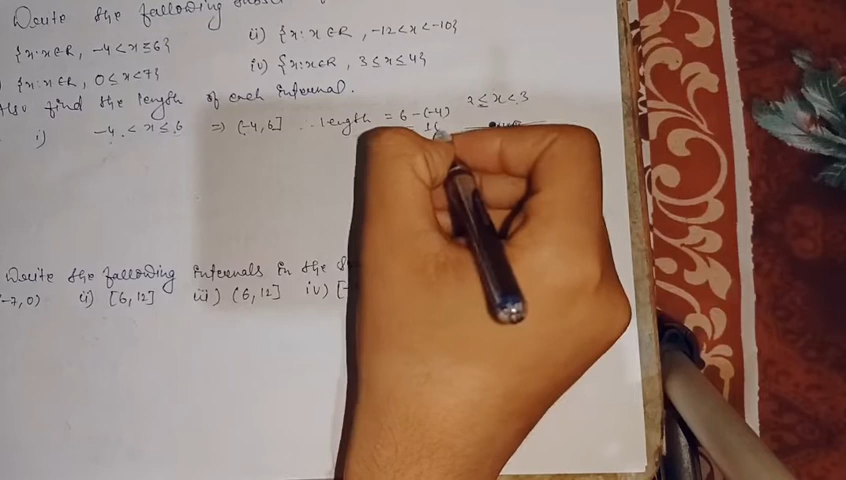 Write the following subset
{x: x∈R, -4<x≤6}
ii) {x: x∈R, -12<x<-10}
{x: x∈R, 0≤x<7}
iv) {x: x∈R, 3≤x≤4}
find the length of each interval.
2≤x<3
i) -4<x≤6 ⇒ (-4,6] ∴ length = 6-(-4)
Write the following intervals in the
-7,0) ii) [6,12] iii) (6,12] iv) [-